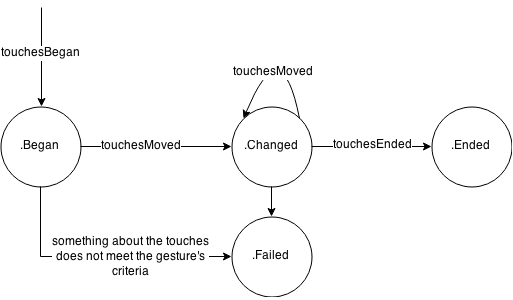 touchesBegan
touchesMoved
.Began
touchesMoved
.Changed
touchesEnded
.Ended
something about the touches
does not meet the gesture's
criteria
.Failed